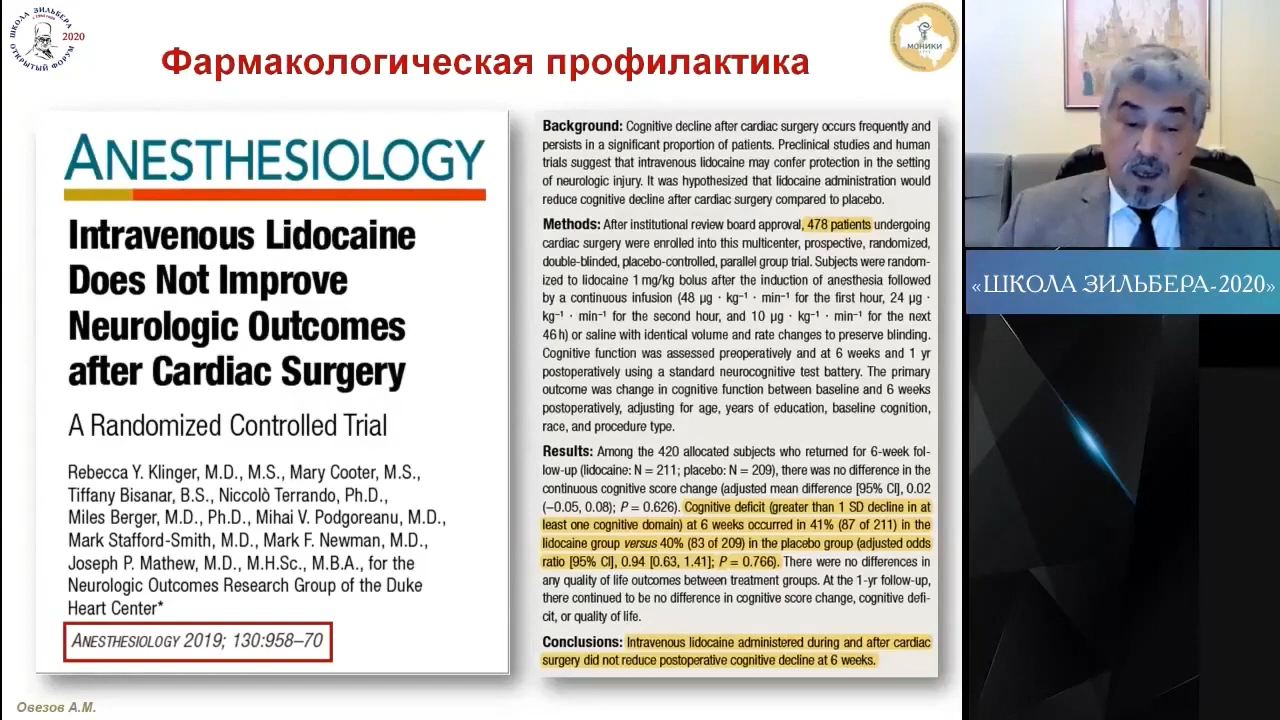 ШКОЛА ЗИЛЬБЕРА
ОТКРЫТЫЙ ФОРУМ
2020
Фармакологическая профилактика
МОНИКИ
ANESTHESIOLOGY
Intravenous Lidocaine
Does Not Improve
Neurologic Outcomes
after Cardiac Surgery
A Randomized Controlled Trial
Rebecca Y. Klinger, M.D., M.S., Mary Cooter, M.S.,
Tiffany Bisanar, B.S., Niccolò Terrando, Ph.D.,
Miles Berger, M.D., Ph.D., Mihai V. Podgoreanu, M.D.,
Mark Stafford-Smith, M.D., Mark F. Newman, M.D.,
Joseph P. Mathew, M.D., M.H.Sc., M.B.A., for the
Neurologic Outcomes Research Group of the Duke
Heart Center*
ANESTHESIOLOGY 2019; 130:958–70
Background: Cognitive decline after cardiac surgery occurs frequently and
persists in a significant proportion of patients. Preclinical studies and human
trials suggest that intravenous lidocaine may confer protection in the setting
of neurologic injury. It was hypothesized that lidocaine administration would
reduce cognitive decline after cardiac surgery compared to placebo.
Methods: After institutional review board approval, 478 patients undergoing
cardiac surgery were enrolled into this multicenter, prospective, randomized,
double-blinded, placebo-controlled, parallel group trial. Subjects were random-
ized to lidocaine 1 mg/kg bolus after the induction of anesthesia followed
by a continuous infusion (48 μg · kg⁻¹ · min⁻¹ for the first hour, 24 μg ·
kg⁻¹ · min⁻¹ for the second hour, and 10 μg · kg⁻¹ · min⁻¹ for the next
46 h) or saline with identical volume and rate changes to preserve blinding.
Cognitive function was assessed preoperatively and at 6 weeks and 1 yr
postoperatively using a standard neurocognitive test battery. The primary
outcome was change in cognitive function between baseline and 6 weeks
postoperatively, adjusting for age, years of education, baseline cognition,
race, and procedure type.
Results: Among the 420 allocated subjects who returned for 6-week fol-
low-up (lidocaine: N = 211; placebo: N = 209), there was no difference in the
continuous cognitive score change (adjusted mean difference [95% CI], 0.02
(−0.05, 0.08); P = 0.626). Cognitive deficit (greater than 1 SD decline in at
least one cognitive domain) at 6 weeks occurred in 41% (87 of 211) in the
lidocaine group versus 40% (83 of 209) in the placebo group (adjusted odds
ratio [95% CI], 0.94 [0.63, 1.41]; P = 0.766). There were no differences in
any quality of life outcomes between treatment groups. At the 1-yr follow-up,
there continued to be no difference in cognitive score change, cognitive defi-
cit, or quality of life.
Conclusions: Intravenous lidocaine administered during and after cardiac
surgery did not reduce postoperative cognitive decline at 6 weeks.
Овезов А.М.
«ШКОЛА ЗИЛЬБЕРА-2020»